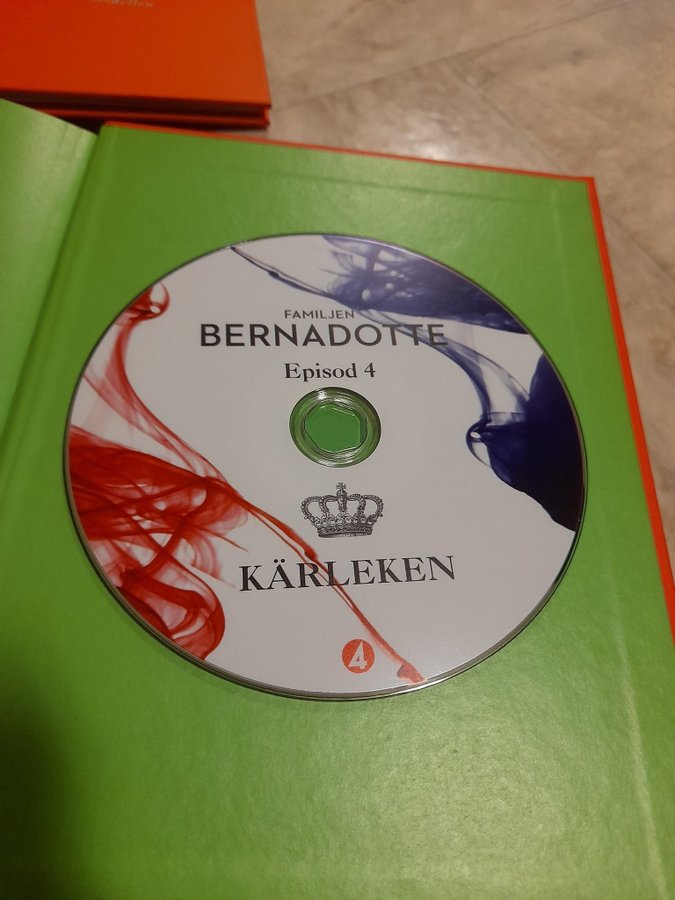 FAMILJEN
BERNADOTTE
Episod 4
KÄRLEKEN
4